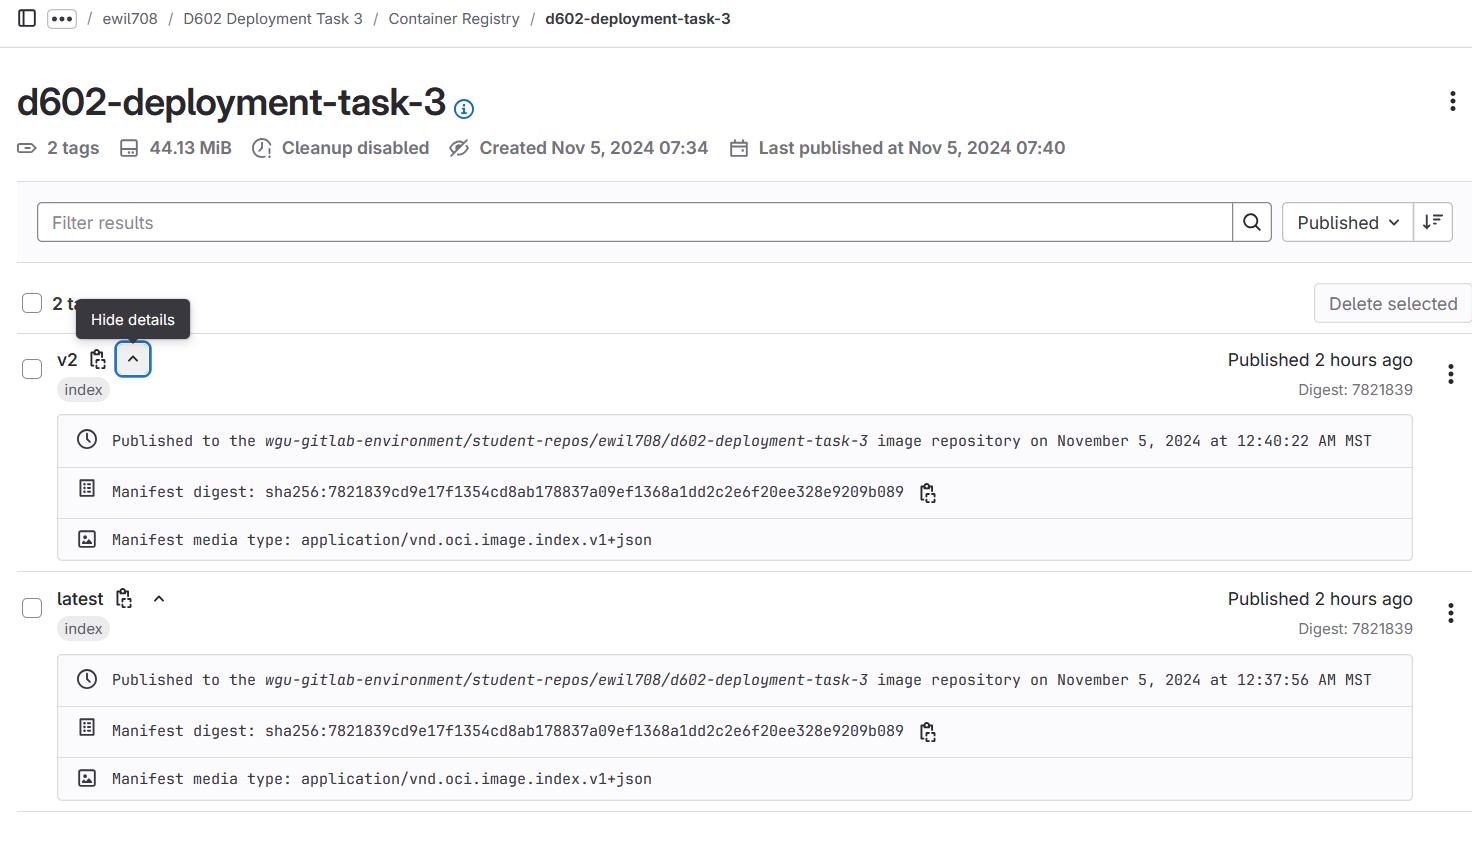 ••• / ewil708 / D602 Deployment Task 3 / Container Registry / d602-deployment-task-3
d602-deployment-task-3
2 tags 44.13 MiB Cleanup disabled Created Nov 5, 2024 07:34 Last published at Nov 5, 2024 07:40
Filter results Published
2 Delete selected
Hide details
v2 Published 2 hours ago
index Digest: 7821839
Published to the wgu-gitlab-environment/student-repos/ewil708/d602-deployment-task-3 image repository on November 5, 2024 at 12:40:22 AM MST
Manifest digest: sha256:7821839cd9e17f1354cd8ab178837a09ef1368a1dd2c2e6f20ee328e9209b089
Manifest media type: application/vnd.oci.image.index.v1+json
latest Published 2 hours ago
index Digest: 7821839
Published to the wgu-gitlab-environment/student-repos/ewil708/d602-deployment-task-3 image repository on November 5, 2024 at 12:37:56 AM MST
Manifest digest: sha256:7821839cd9e17f1354cd8ab178837a09ef1368a1dd2c2e6f20ee328e9209b089
Manifest media type: application/vnd.oci.image.index.v1+json